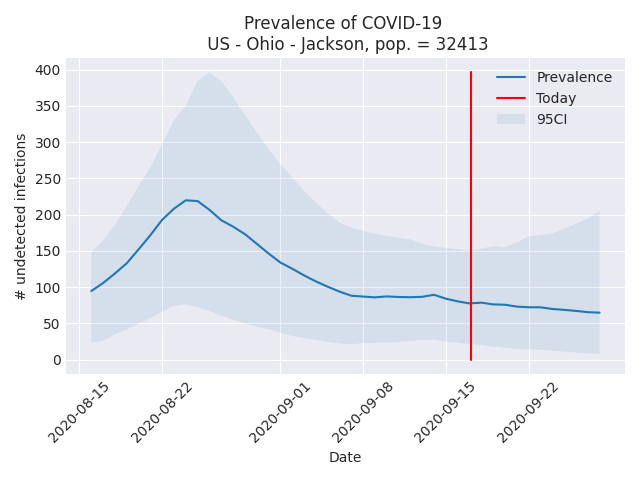 Prevalence of COVID-19
US - Ohio - Jackson, pop. = 32413
400
350
300
250
200
150
100
50
0
# undetected infections
Prevalence
Today
95CI
2020-08-15
2020-08-22
2020-09-01
2020-09-08
2020-09-15
2020-09-22
Date